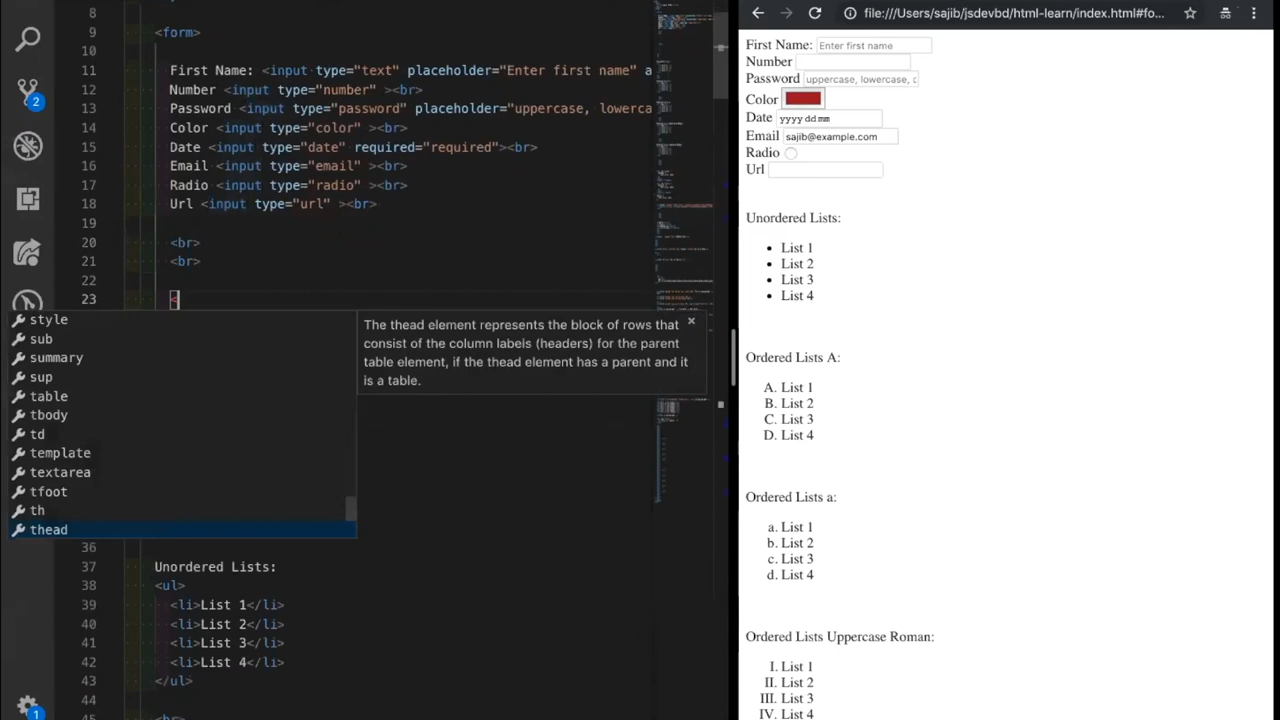 8
9 <form>
10
11 First Name: <input type="text" placeholder="Enter first name" a
12 Number <input type="number" ><br>
13 Password <input type="password" placeholder="uppercase, lowerca
14 Color <input type="color" ><br>
15 Date <input type="date" required="required"><br>
16 Email <input type="email" ><br>
17 Radio <input type="radio" ><br>
18 Url <input type="url" ><br>
19
20 <br>
21 <br>
22
23 <
style
sub
summary
sup
table
tbody
td
template
textarea
tfoot
th
thead
The thead element represents the block of rows that
consist of the column labels (headers) for the parent
table element, if the thead element has a parent and it
is a table.
36
37 Unordered Lists:
38 <ul>
39 <li>List 1</li>
40 <li>List 2</li>
41 <li>List 3</li>
42 <li>List 4</li>
43 </ul>
44
45 <br>
2
1
file:///Users/sajib/jsdevbd/html-learn/index.html#fo...
First Name: Enter first name
Number
Password uppercase, lowercase, c
Color
Date yyyy dd mm
Email sajib@example.com
Radio
Url
Unordered Lists:
• List 1
• List 2
• List 3
• List 4
Ordered Lists A:
A. List 1
B. List 2
C. List 3
D. List 4
Ordered Lists a:
a. List 1
b. List 2
c. List 3
d. List 4
Ordered Lists Uppercase Roman:
I. List 1
II. List 2
III. List 3
IV. List 4